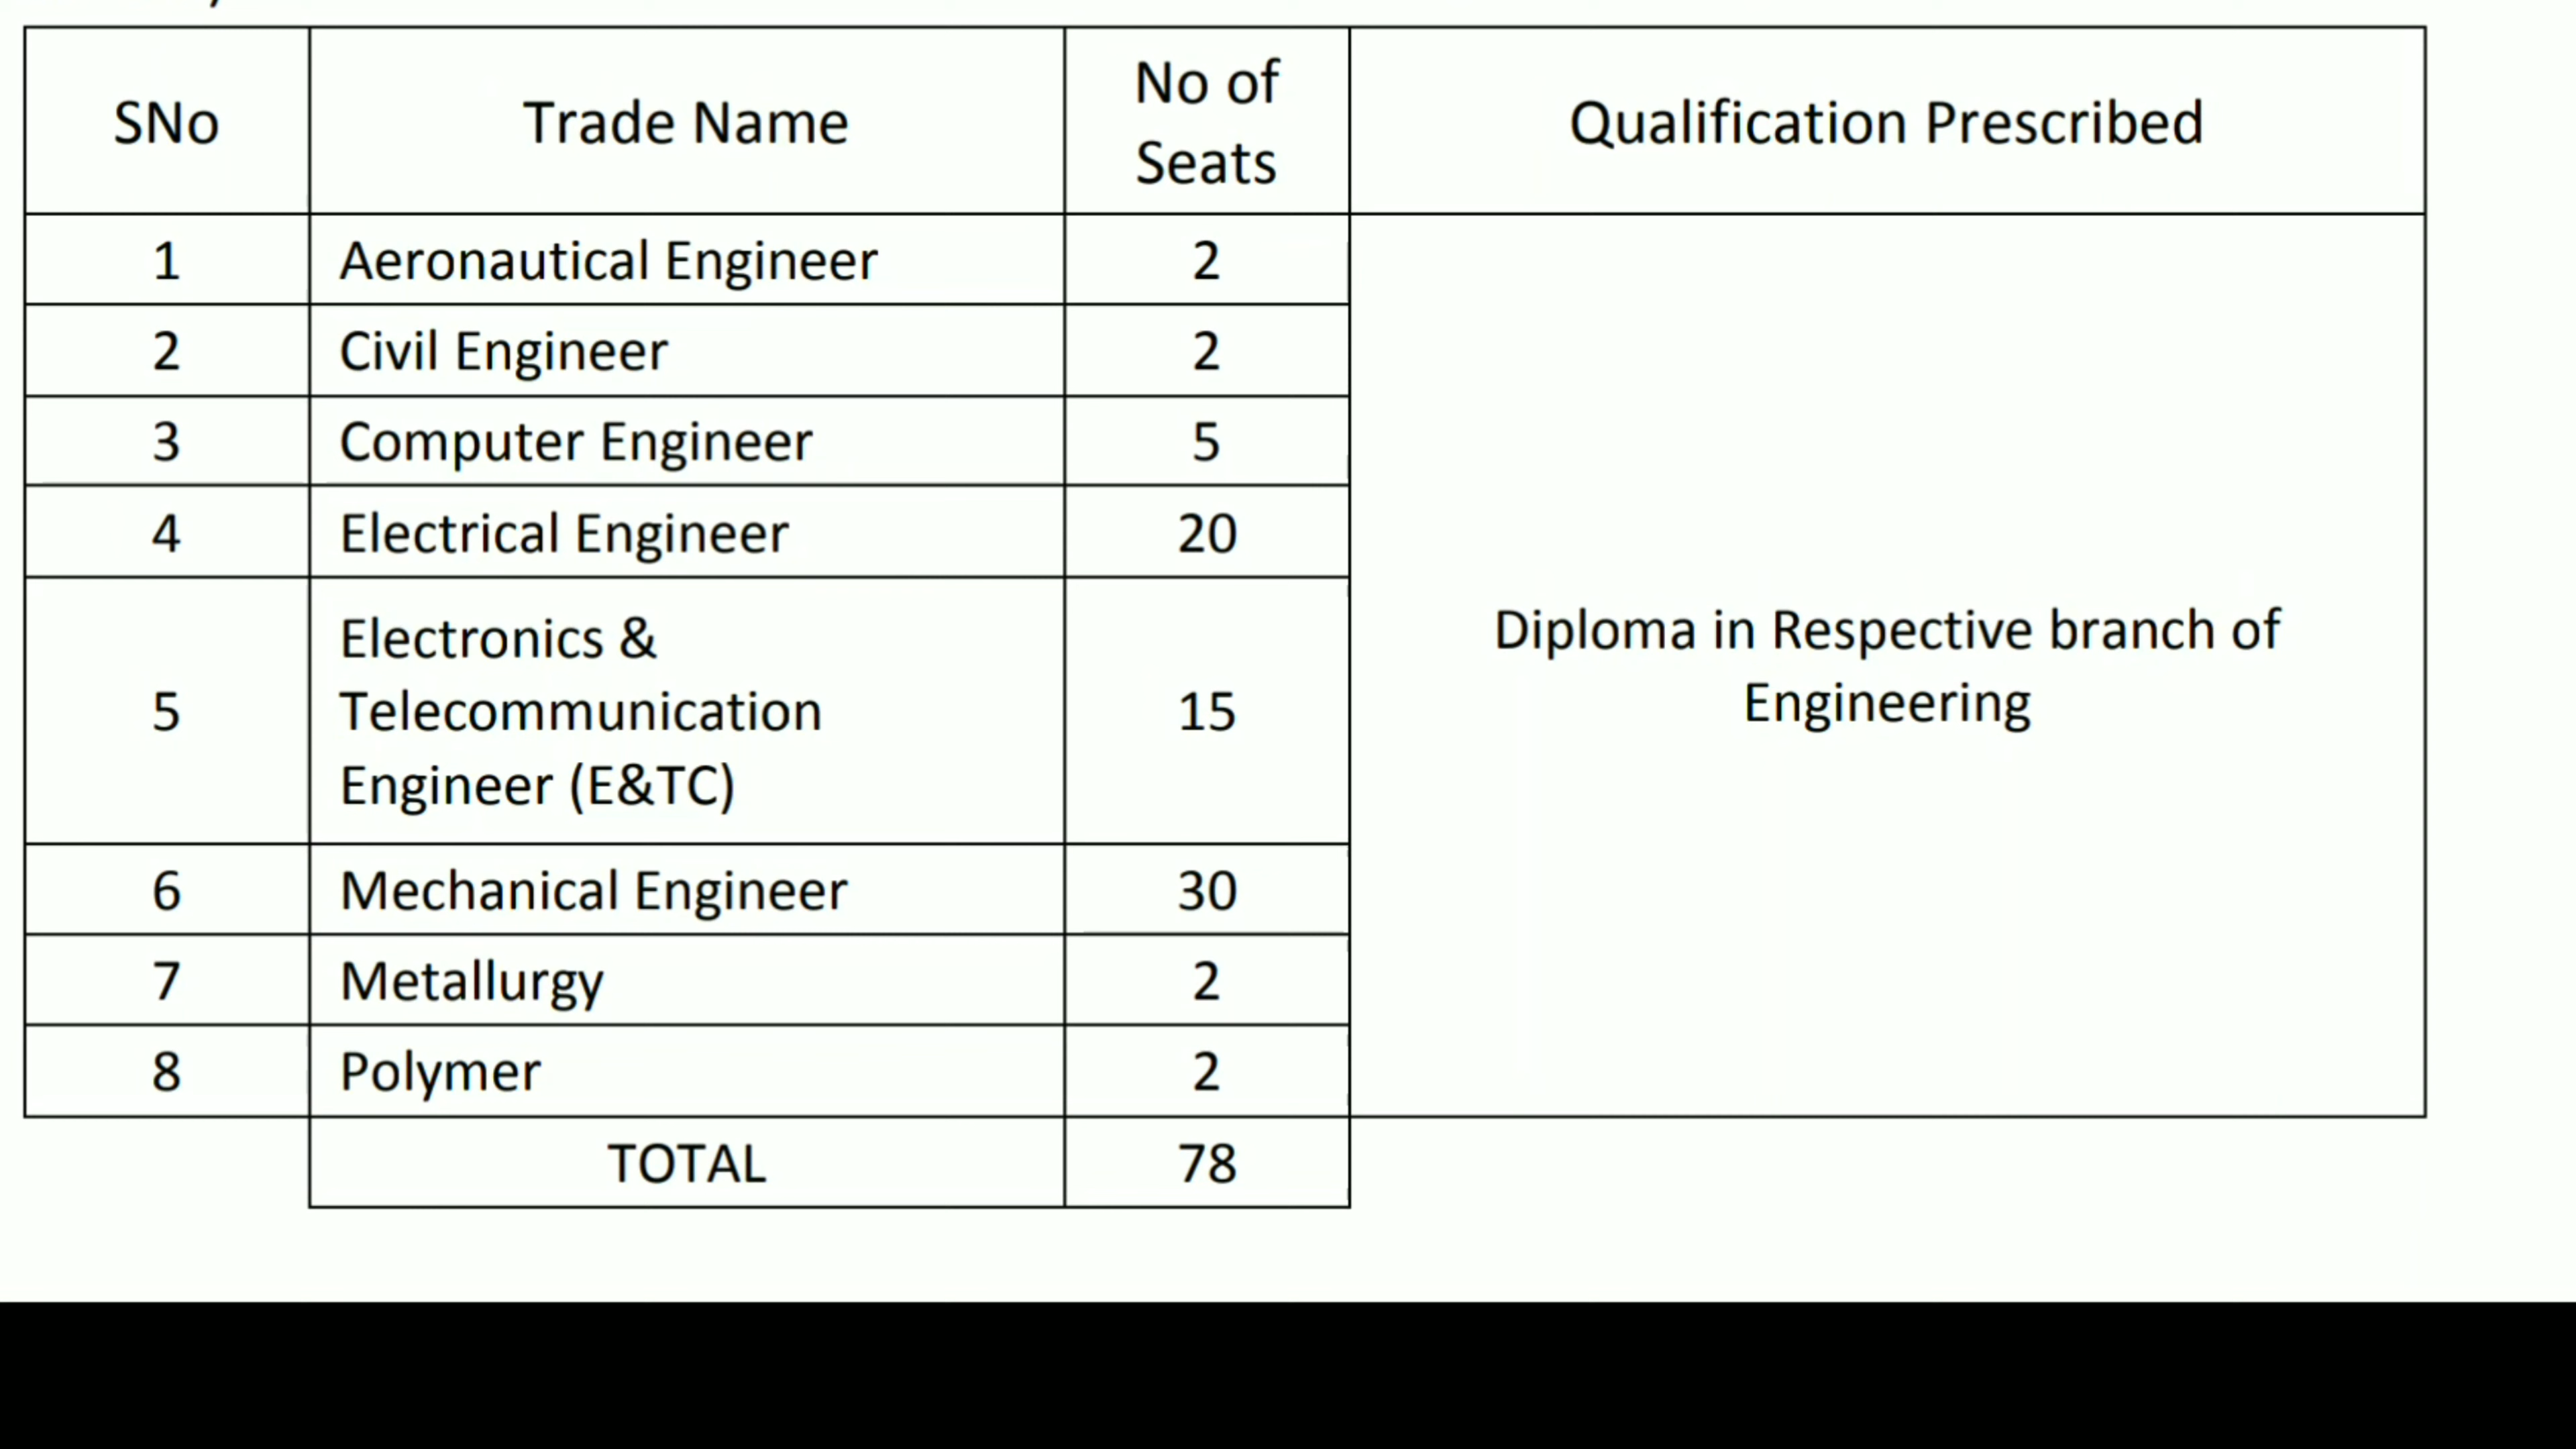 SNo Trade Name No of Seats Qualification Prescribed
1 Aeronautical Engineer 2
2 Civil Engineer 2
3 Computer Engineer 5
4 Electrical Engineer 20
5 Electronics &
Telecommunication
Engineer (E&TC) 15
Diploma in Respective branch of
Engineering
6 Mechanical Engineer 30
7 Metallurgy 2
8 Polymer 2
TOTAL 78